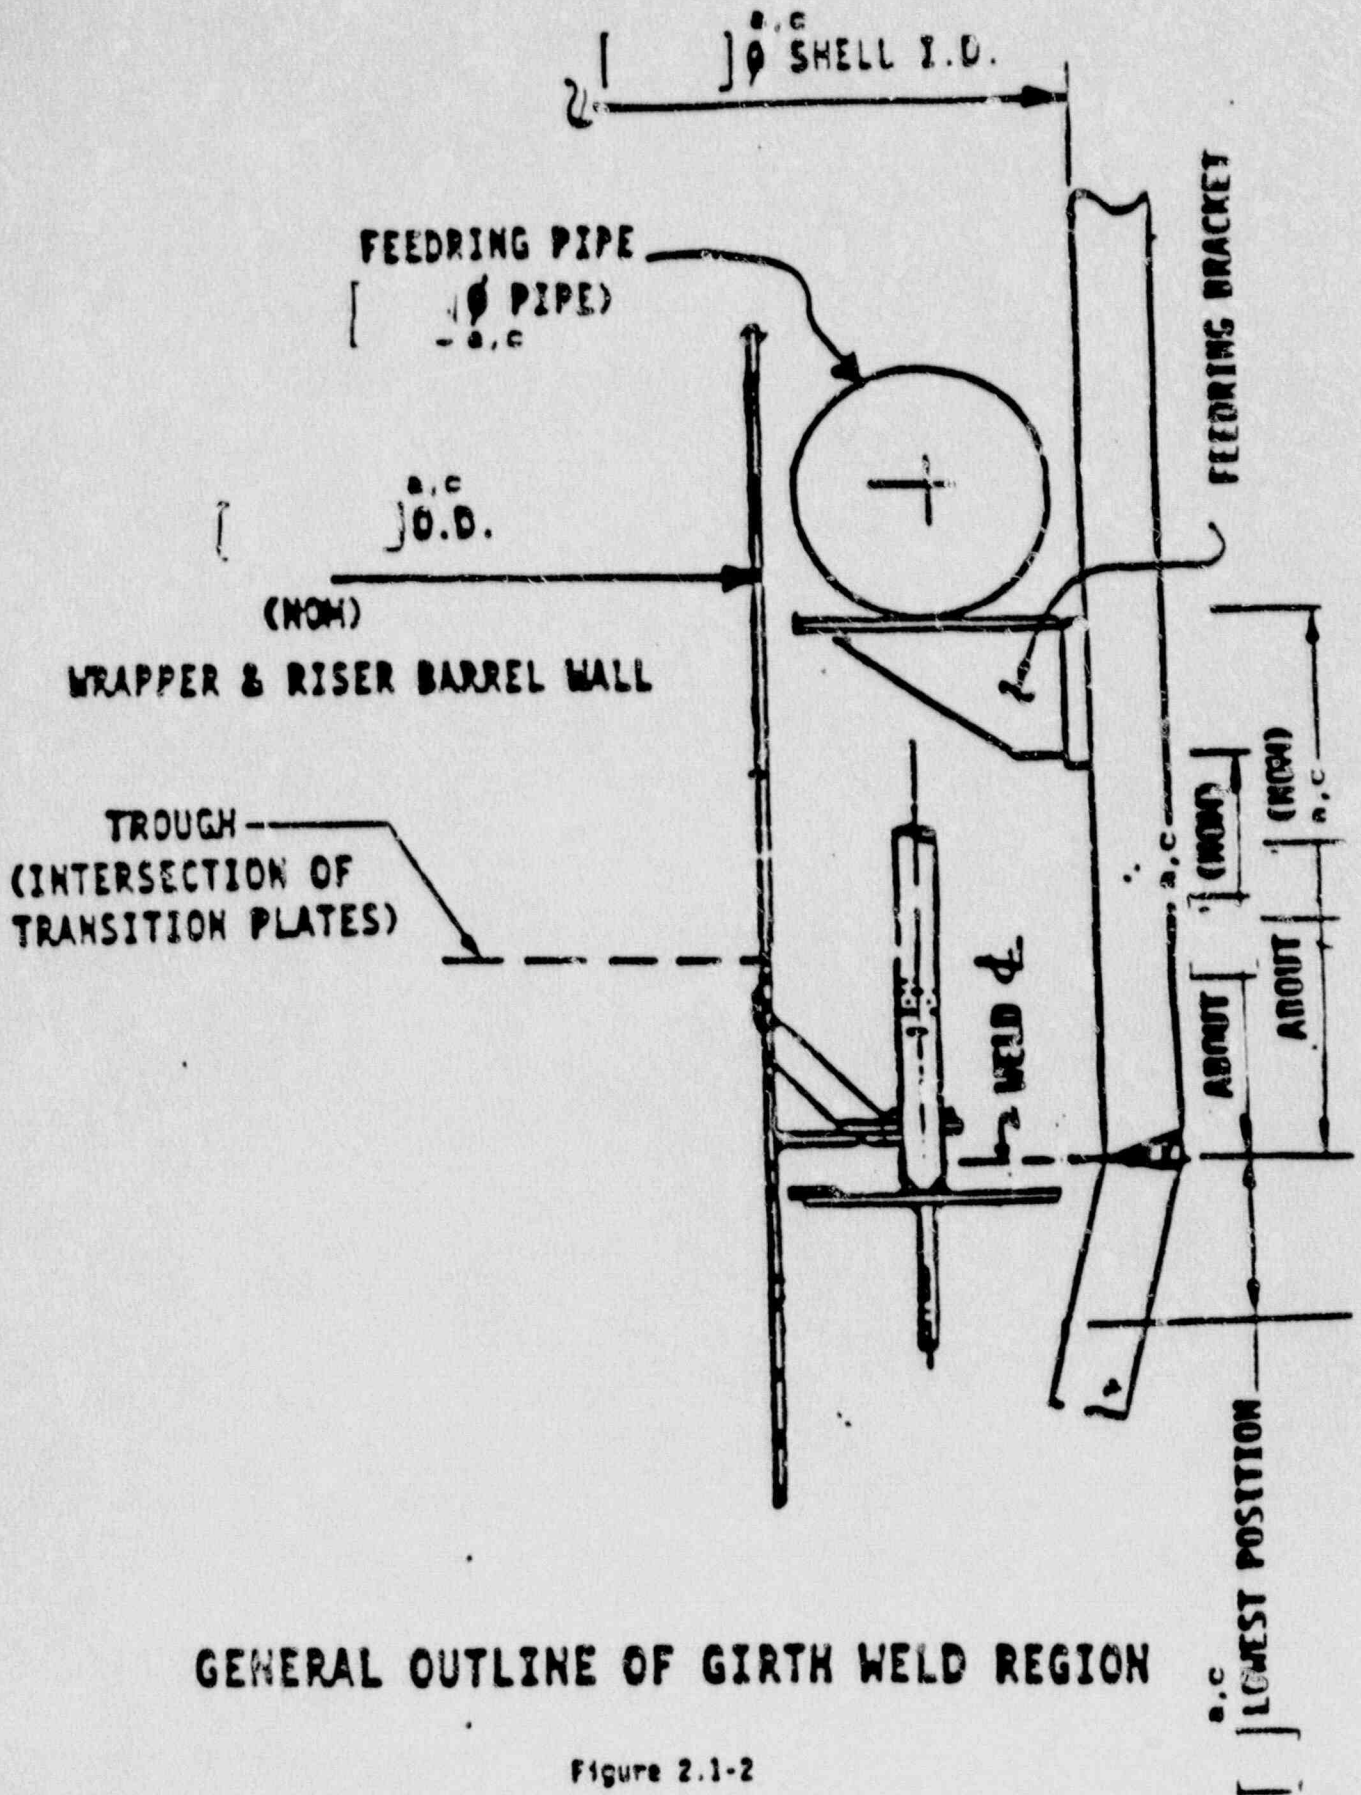 a,c
[ ]ϕ SHELL I.D.
FEEDRING PIPE
[ ]ϕ PIPE)
a,c
FEEDRING BRACKET
a,c
[ ]O.D.
(NOM)
WRAPPER & RISER BARREL WALL
TROUGH
(INTERSECTION OF
TRANSITION PLATES)
WELD ℄
a,c
ABOUT [ ] (NOM)
ABOUT [ ] (NOM)
a,c
a,c
[ ] LOWEST POSITION
GENERAL OUTLINE OF GIRTH WELD REGION
Figure 2.1-2